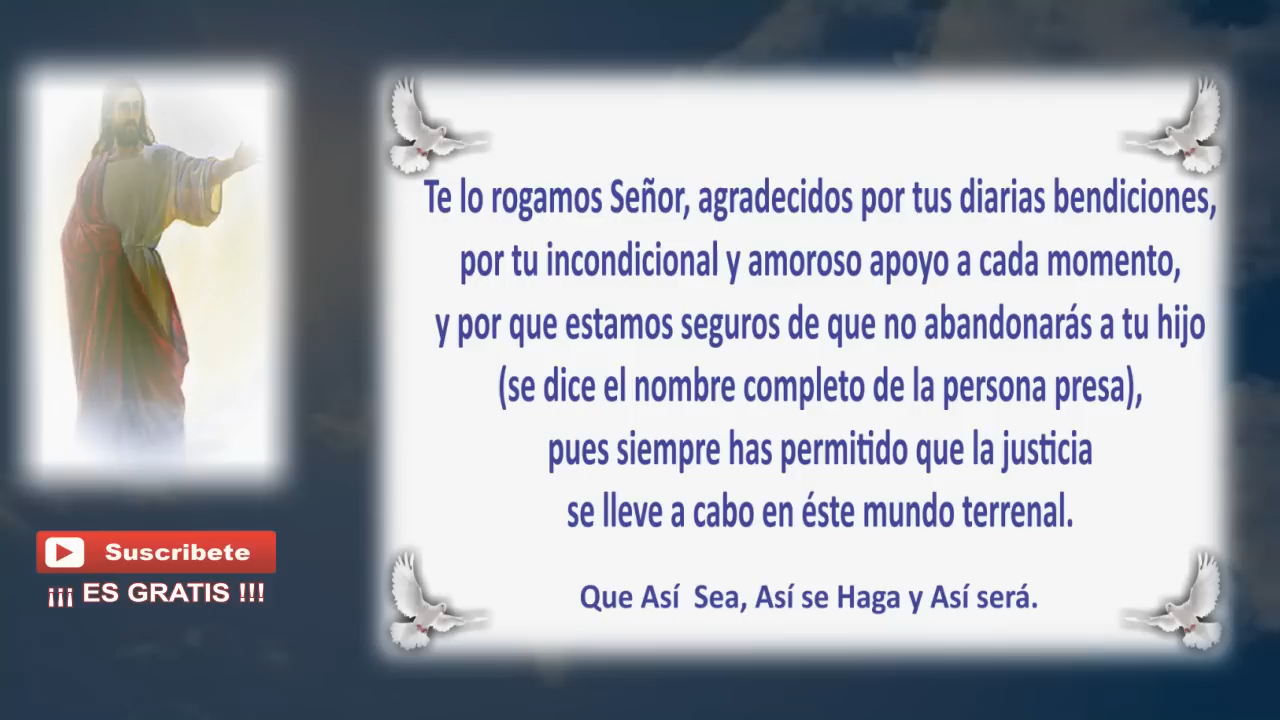 Te lo rogamos Señor, agradecidos por tus diarias bendiciones,
por tu incondicional y amoroso apoyo a cada momento,
y por que estamos seguros de que no abandonarás a tu hijo
(se dice el nombre completo de la persona presa),
pues siempre has permitido que la justicia
se lleve a cabo en éste mundo terrenal.
Que Así  Sea, Así se Haga y Así será.
Suscribete
¡¡¡ ES GRATIS !!!